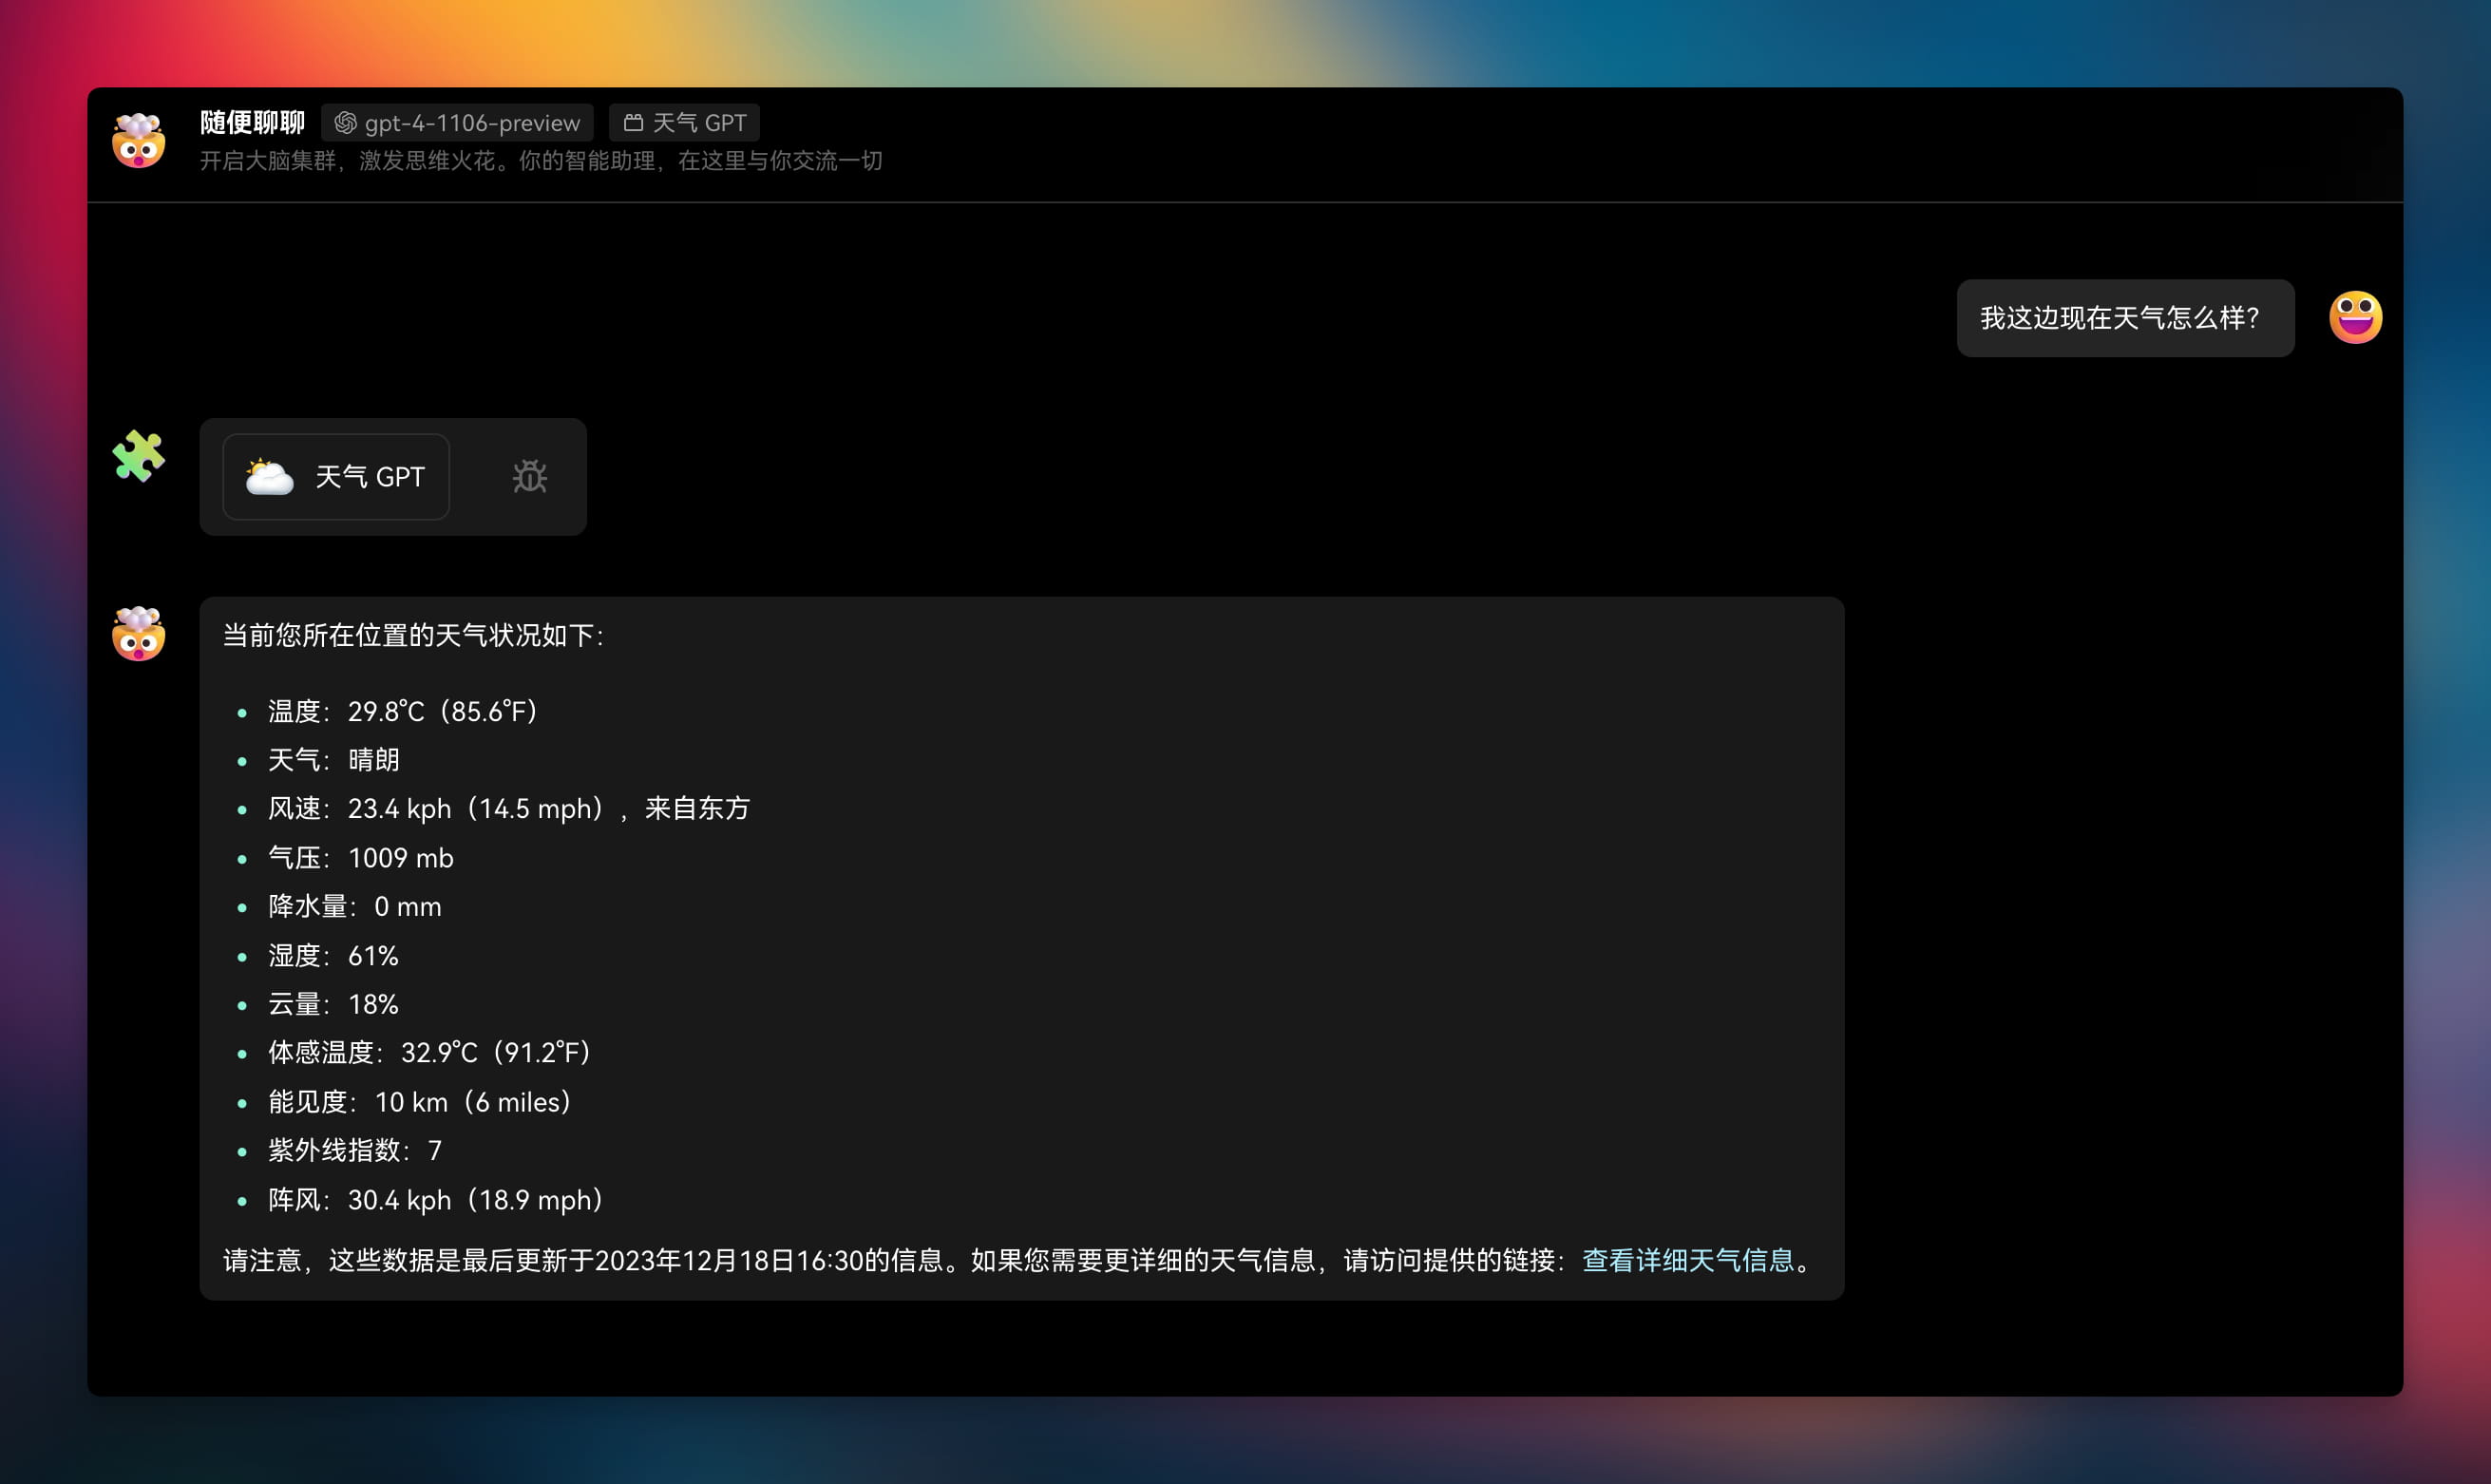 随便聊聊 gpt-4-1106-preview 天气 GPT
开启大脑集群，激发思维火花。你的智能助理，在这里与你交流一切
我这边现在天气怎么样？
天气 GPT
当前您所在位置的天气状况如下：
温度：29.8℃（85.6℉）
天气：晴朗
风速：23.4 kph（14.5 mph），来自东方
气压：1009 mb
降水量：0 mm
湿度：61%
云量：18%
体感温度：32.9℃（91.2℉）
能见度：10 km（6 miles）
紫外线指数：7
阵风：30.4 kph（18.9 mph）
请注意，这些数据是最后更新于2023年12月18日16:30的信息。如果您需要更详细的天气信息，请访问提供的链接：查看详细天气信息。